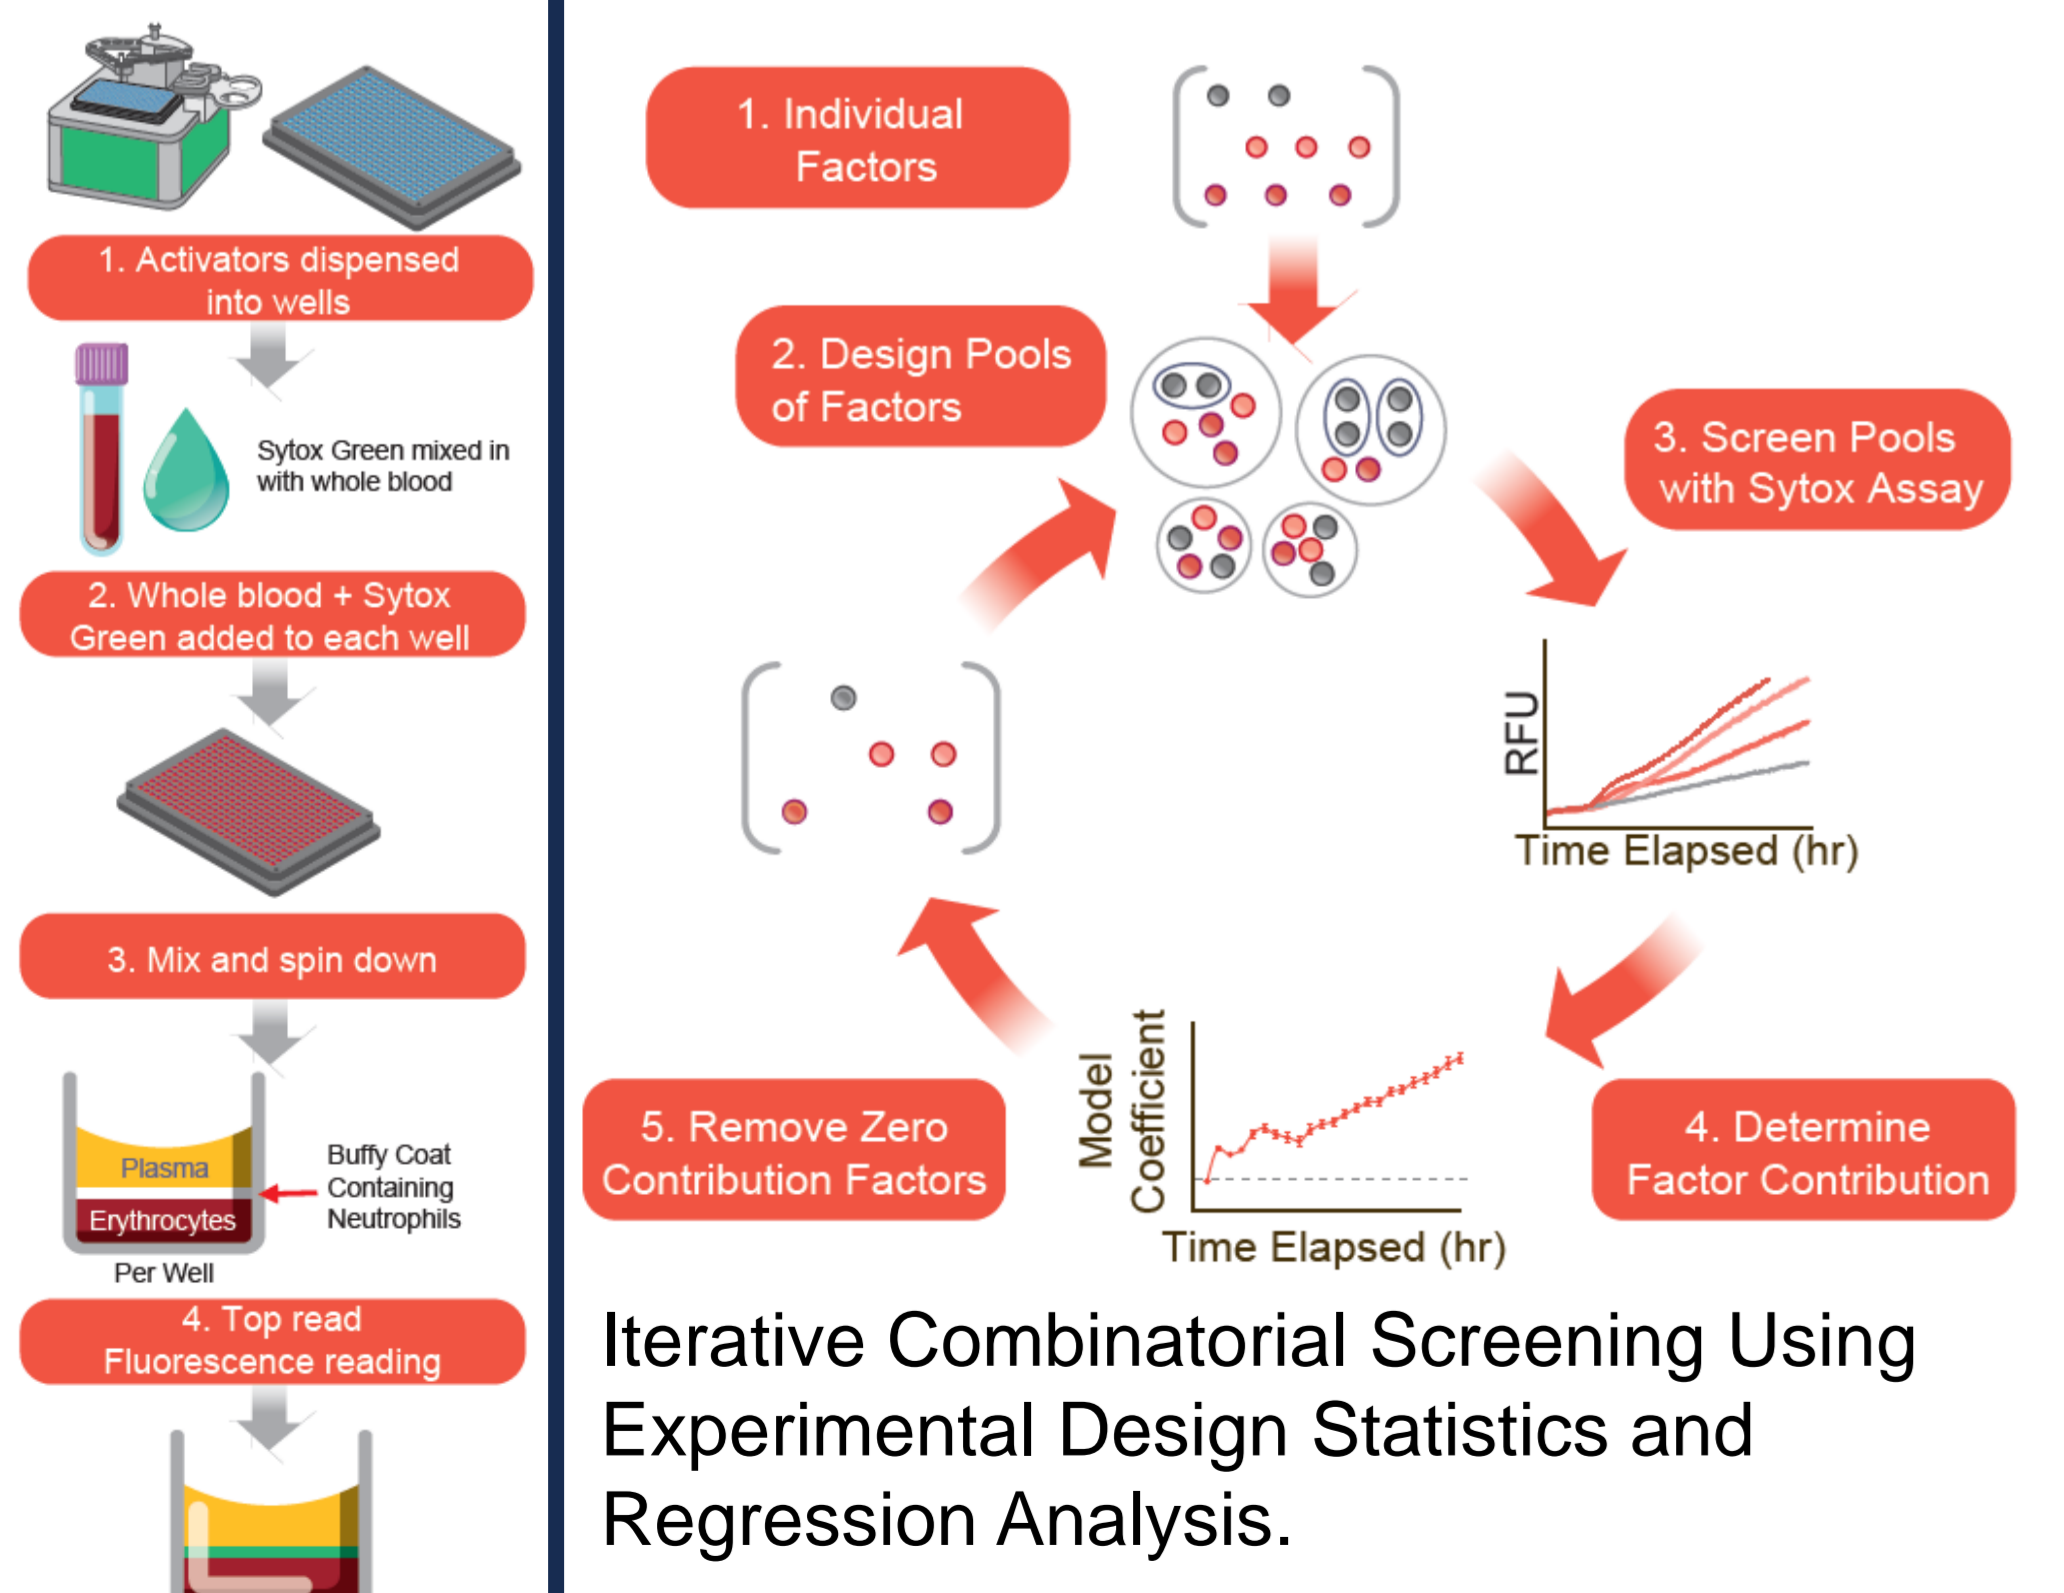 1. Activators dispensed
into wells
Sytox Green mixed in
with whole blood
2. Whole blood + Sytox
Green added to each well
3. Mix and spin down
Plasma
Erythrocytes
Buffy Coat
Containing
Neutrophils
Per Well
4. Top read
Fluorescence reading
1. Individual
Factors
2. Design Pools
of Factors
3. Screen Pools
with Sytox Assay
RFU
Time Elapsed (hr)
4. Determine
Factor Contribution
Model
Coefficient
Time Elapsed (hr)
5. Remove Zero
Contribution Factors
Iterative Combinatorial Screening Using
Experimental Design Statistics and
Regression Analysis.